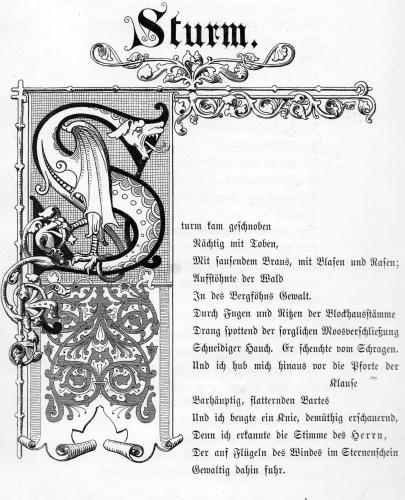 Sturm.
Sturm kam geschnoben
Nächtig mit Toben,
Mit sausendem Braus, mit Blasen und Rasen;
Aufstöhnte der Wald
In des Bergföhns Gewalt.
Durch Fugen und Ritzen der Blockhausstämme
Drang spottend der sorglichen Moosverschließung
Schneidiger Hauch. Er scheuchte vom Schragen.
Und ich hub mich hinaus vor die Pforte der
Klause
Barhäuptig, flatternden Bartes
Und ich beugte ein Knie, demüthig erschauernd,
Denn ich erkannte die Stimme des Herrn,
Der auf Flügeln des Windes im Sternenschein
Gewaltig dahin fuhr.